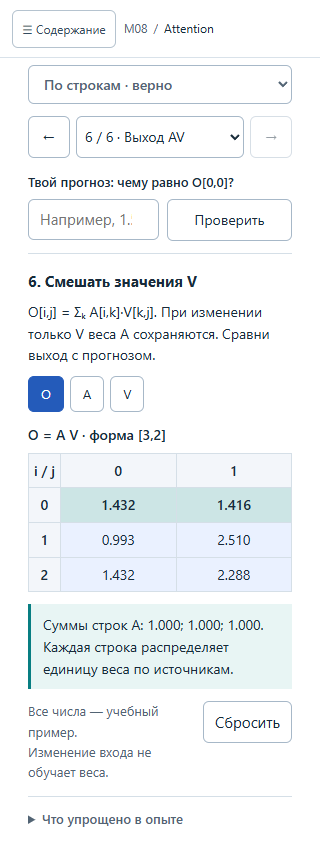 ☰ Содержание
M08 / Attention
По строкам - верно
←
6 / 6 · Выход AV
→
Твой прогноз: чему равно O[0,0]?
Например, 1.
Проверить
6. Смешать значения V
O[i,j] = Σₖ A[i,k]·V[k,j]. При изменении
только V веса A сохраняются. Сравни
выход с прогнозом.
O A V
O = A V · форма [3,2]
i / j 0 1
0 1.432 1.416
1 0.993 2.510
2 1.432 2.288
Суммы строк A: 1.000; 1.000; 1.000.
Каждая строка распределяет
единицу веса по источникам.
Все числа — учебный
пример.
Изменение входа не
обучает веса.
Сбросить
▶ Что упрощено в опыте